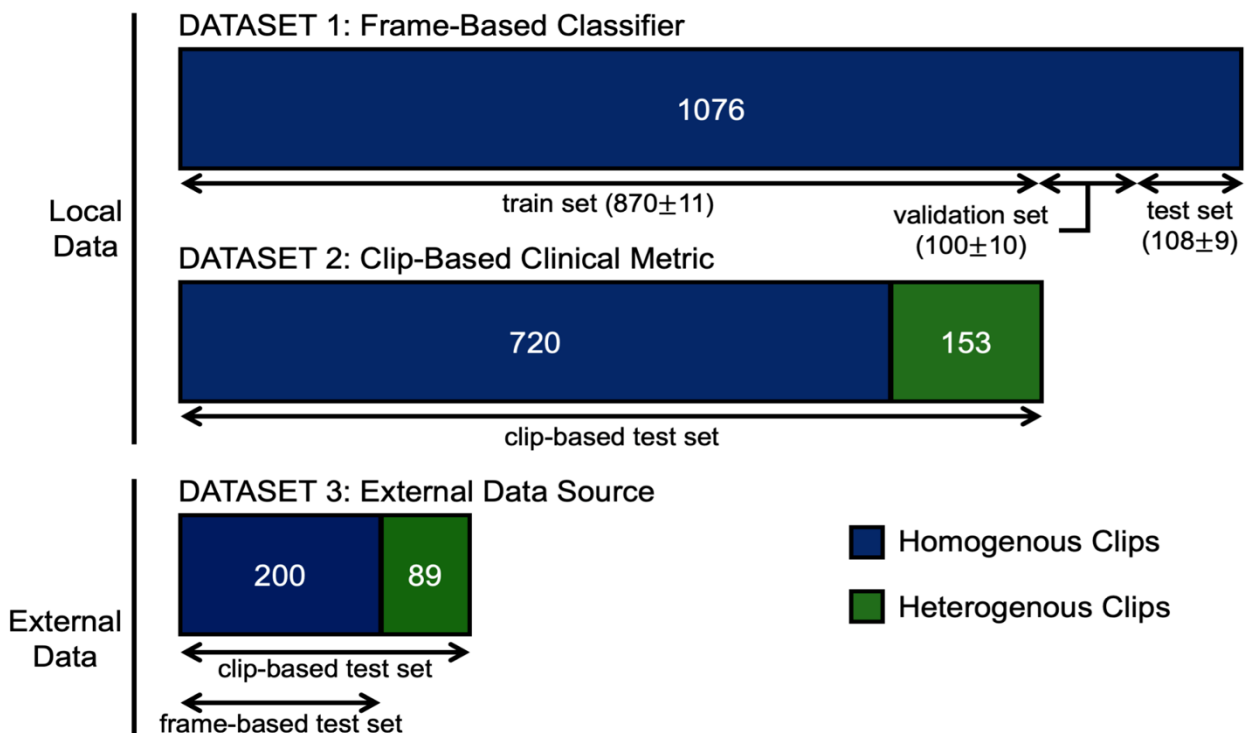 DATASET 1: Frame-Based Classifier
1076
train set (870±11)
validation set
(100±10)
test set
(108±9)
Local
Data
DATASET 2: Clip-Based Clinical Metric
720
153
clip-based test set
DATASET 3: External Data Source
200
89
Homogenous Clips
Heterogenous Clips
External
Data
clip-based test set
frame-based test set